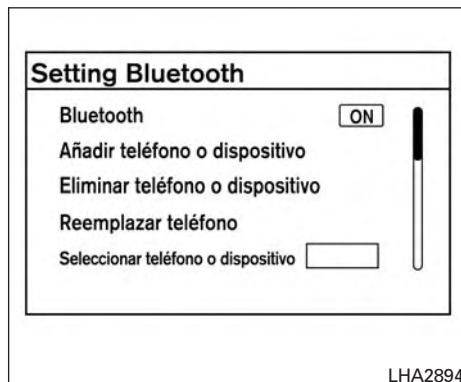 Setting Bluetooth
Bluetooth ON
Añadir teléfono o dispositivo
Eliminar teléfono o dispositivo
Reemplazar teléfono
Seleccionar teléfono o dispositivo
LHA2894